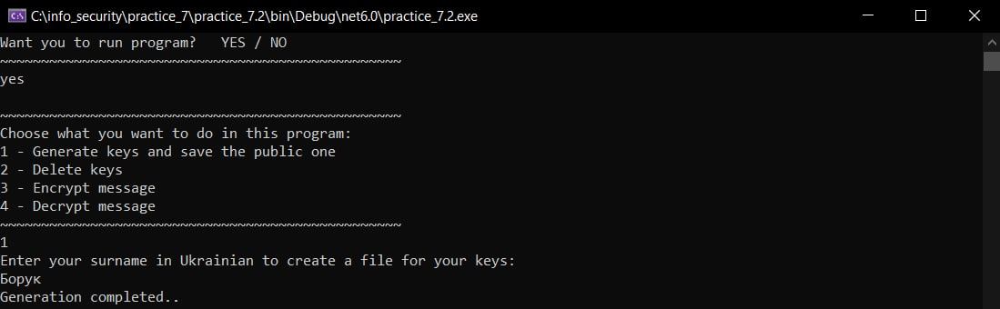 C:\info_security\practice_7\practice_7.2\bin\Debug\net6.0\practice_7.2.exe
Want you to run program?   YES / NO
~~~~~~~~~~~~~~~~~~~~~~~~~~~~~~~~~~~~~~~~~~~~~~~~~
yes
~~~~~~~~~~~~~~~~~~~~~~~~~~~~~~~~~~~~~~~~~~~~~~~~~
Choose what you want to do in this program:
1 - Generate keys and save the public one
2 - Delete keys
3 - Encrypt message
4 - Decrypt message
~~~~~~~~~~~~~~~~~~~~~~~~~~~~~~~~~~~~~~~~~~~~~~~~~
1
Enter your surname in Ukrainian to create a file for your keys:
Борук
Generation completed..